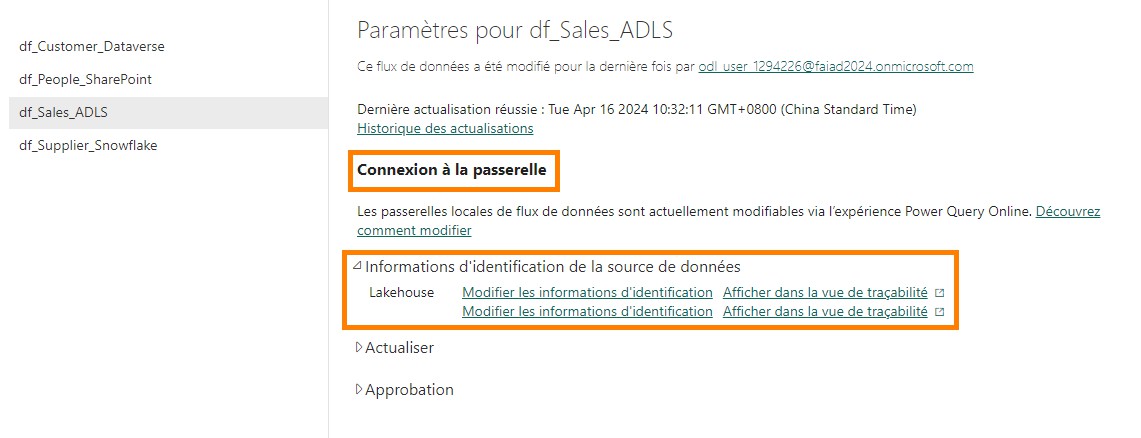 df_Customer_Dataverse
df_People_SharePoint
df_Sales_ADLS
df_Supplier_Snowflake
Paramètres pour df_Sales_ADLS
Ce flux de données a été modifié pour la dernière fois par odl_user_1294226@faiad2024.onmicrosoft.com
Dernière actualisation réussie : Tue Apr 16 2024 10:32:11 GMT+0800 (China Standard Time)
Historique des actualisations
Connexion à la passerelle
Les passerelles locales de flux de données sont actuellement modifiables via l’expérience Power Query Online. Découvrez
comment modifier
Informations d'identification de la source de données
Lakehouse Modifier les informations d'identification Afficher dans la vue de traçabilité
Modifier les informations d'identification Afficher dans la vue de traçabilité
Actualiser
Approbation